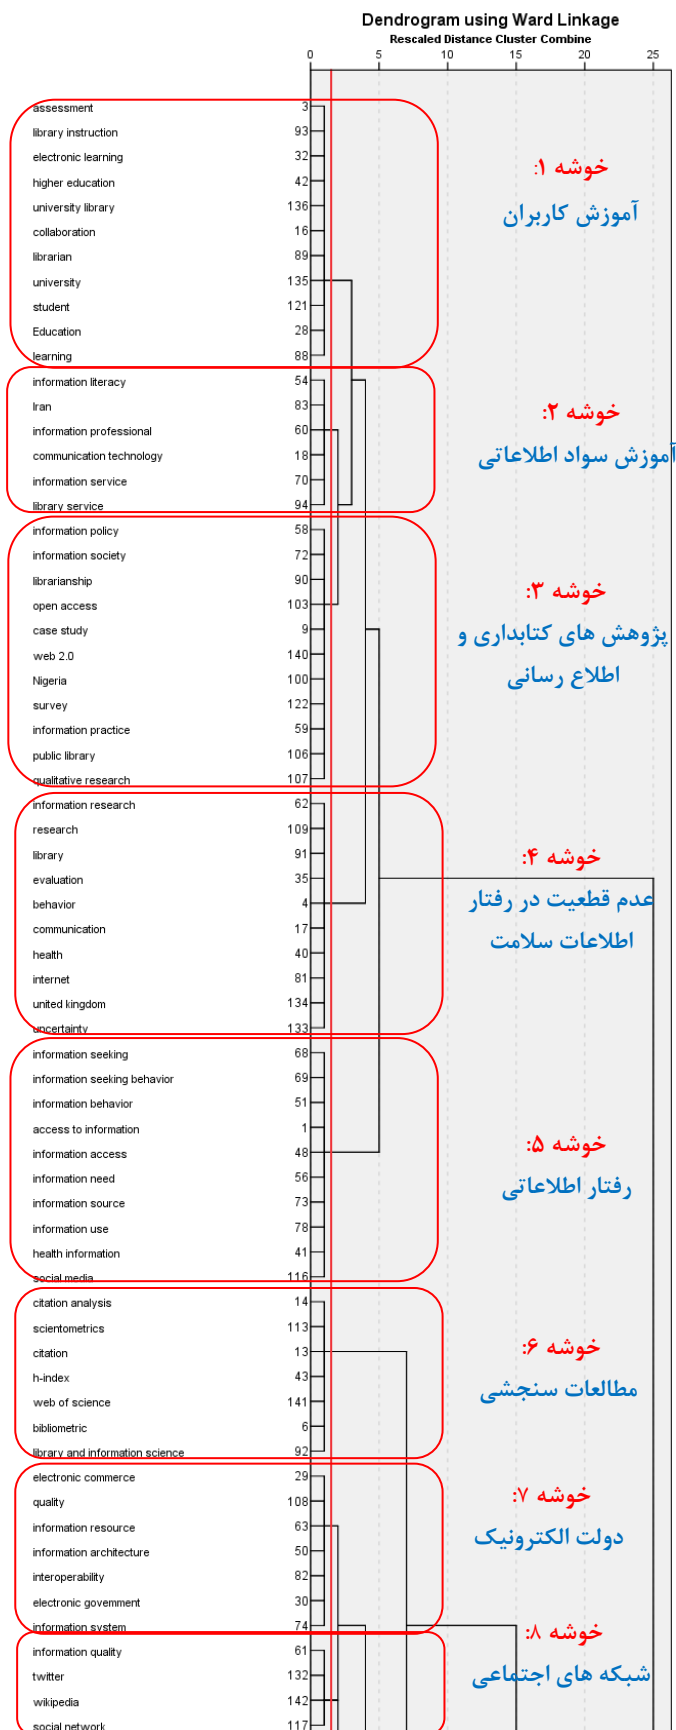 Dendrogram using Ward Linkage
Rescaled Distance Cluster Combine
0 5 10 15 20 25
assessment 3
library instruction 93
electronic learning 32
higher education 42
university library 136
collaboration 16
librarian 89
university 135
student 121
Education 28
learning 88
خوشه ۱:
آموزش کاربران
information literacy 54
Iran 83
information professional 60
communication technology 18
information service 70
library service 94
خوشه ۲:
آموزش سواد اطلاعاتی
information policy 58
information society 72
librarianship 90
open access 103
case study 9
web 2.0 140
Nigeria 100
survey 122
information practice 59
public library 106
qualitative research 107
خوشه ۳:
پژوهش های کتابداری و
اطلاع رسانی
information research 62
research 109
library 91
evaluation 35
behavior 4
communication 17
health 40
internet 81
united kingdom 134
uncertainty 133
خوشه ۴:
عدم قطعیت در رفتار
اطلاعات سلامت
information seeking 68
information seeking behavior 69
information behavior 51
access to information 1
information access 48
information need 56
information source 73
information use 78
health information 41
social media 116
خوشه ۵:
رفتار اطلاعاتی
citation analysis 14
scientometrics 113
citation 13
h-index 43
web of science 141
bibliometric 6
library and information science 92
خوشه ۶:
مطالعات سنجشی
electronic commerce 29
quality 108
information resource 63
information architecture 50
interoperability 82
electronic govemment 30
information system 74
خوشه ۷:
دولت الکترونیک
information quality 61
twitter 132
wikipedia 142
social network 117
خوشه ۸:
شبکه های اجتماعی